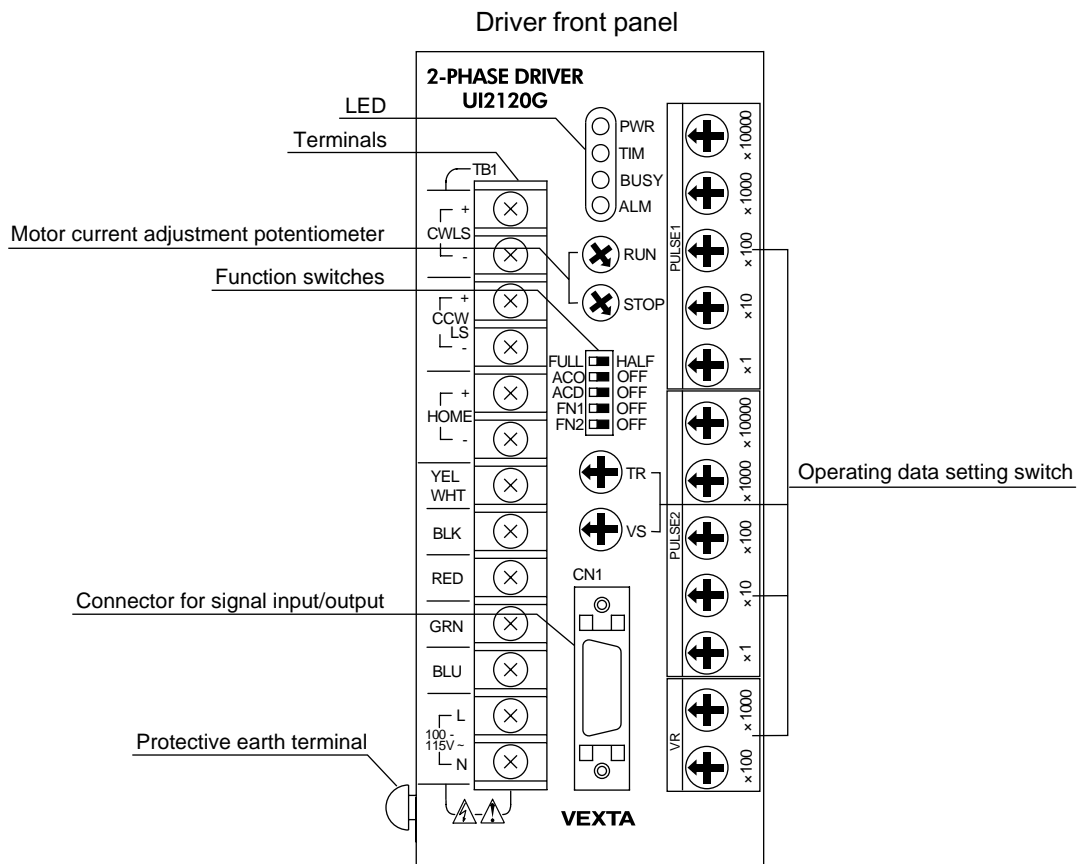 Driver front panel
2-PHASE DRIVER
UI2120G
LED
Terminals
Motor current adjustment potentiometer
Function switches
Connector for signal input/output
Protective earth terminal
TB1
+
CWLS
-
+
CCW
LS
-
+
HOME
-
YEL
WHT
BLK
RED
GRN
BLU
L
100 -
115V ~
N
PWR
TIM
BUSY
ALM
RUN
STOP
FULL HALF
ACO OFF
ACD OFF
FN1 OFF
FN2 OFF
TR
VS
CN1
VEXTA
PULSE1
×10000
×1000
×100
×10
×1
PULSE2
×10000
×1000
×100
×10
×1
VR
×1000
×100
Operating data setting switch